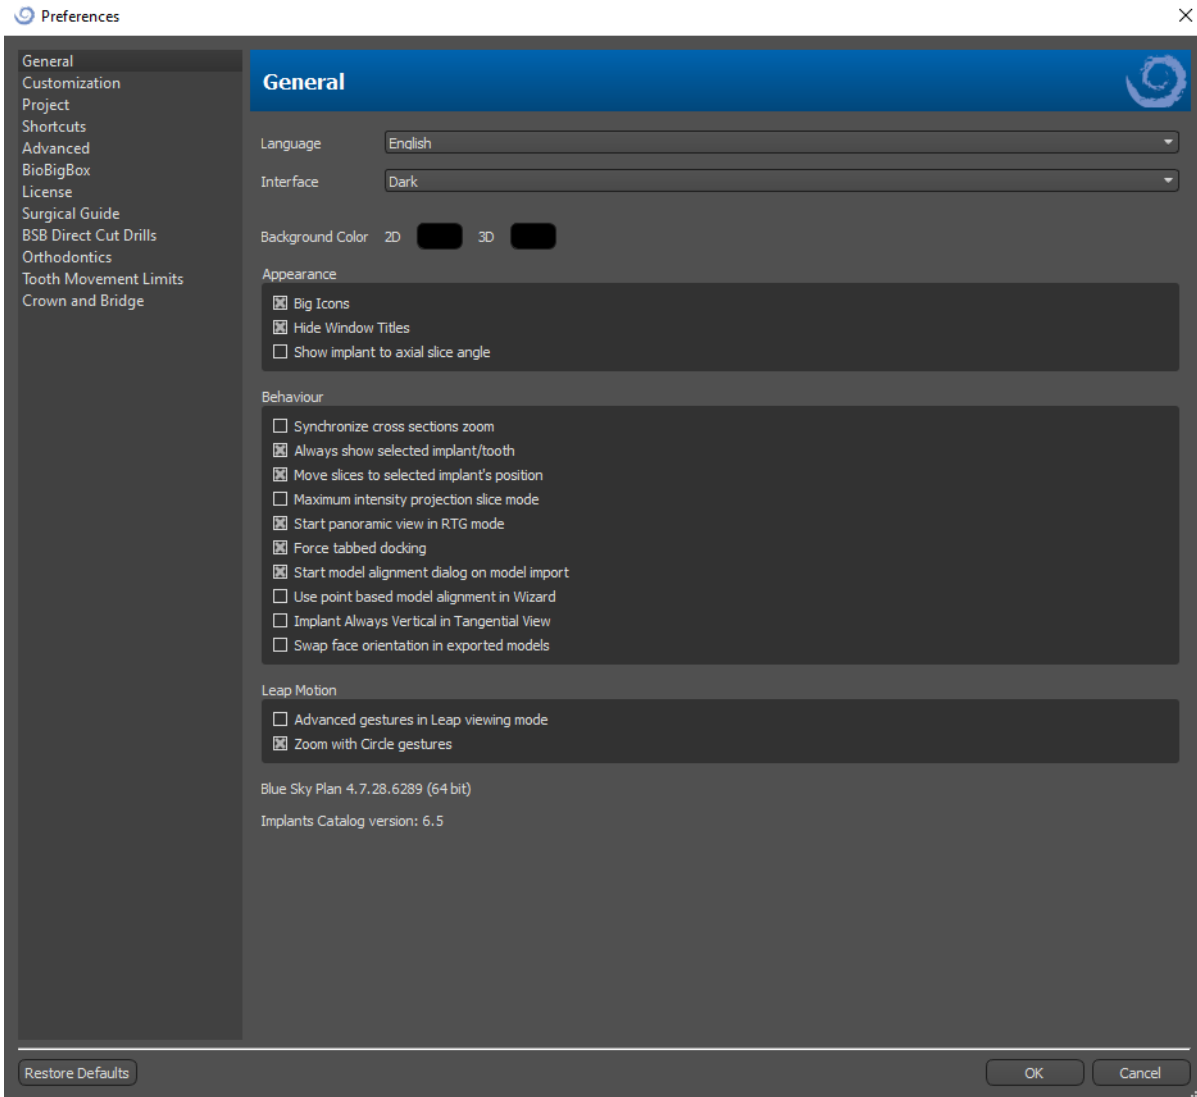 Preferences
General
Customization
Project
Shortcuts
Advanced
BioBigBox
License
Surgical Guide
BSB Direct Cut Drills
Orthodontics
Tooth Movement Limits
Crown and Bridge
General
Language English
Interface Dark
Background Color 2D 3D
Appearance
Big Icons
Hide Window Titles
Show implant to axial slice angle
Behaviour
Synchronize cross sections zoom
Always show selected implant/tooth
Move slices to selected implant's position
Maximum intensity projection slice mode
Start panoramic view in RTG mode
Force tabbed docking
Start model alignment dialog on model import
Use point based model alignment in Wizard
Implant Always Vertical in Tangential View
Swap face orientation in exported models
Leap Motion
Advanced gestures in Leap viewing mode
Zoom with Circle gestures
Blue Sky Plan 4.7.28.6289 (64 bit)
Implants Catalog version: 6.5
Restore Defaults OK Cancel